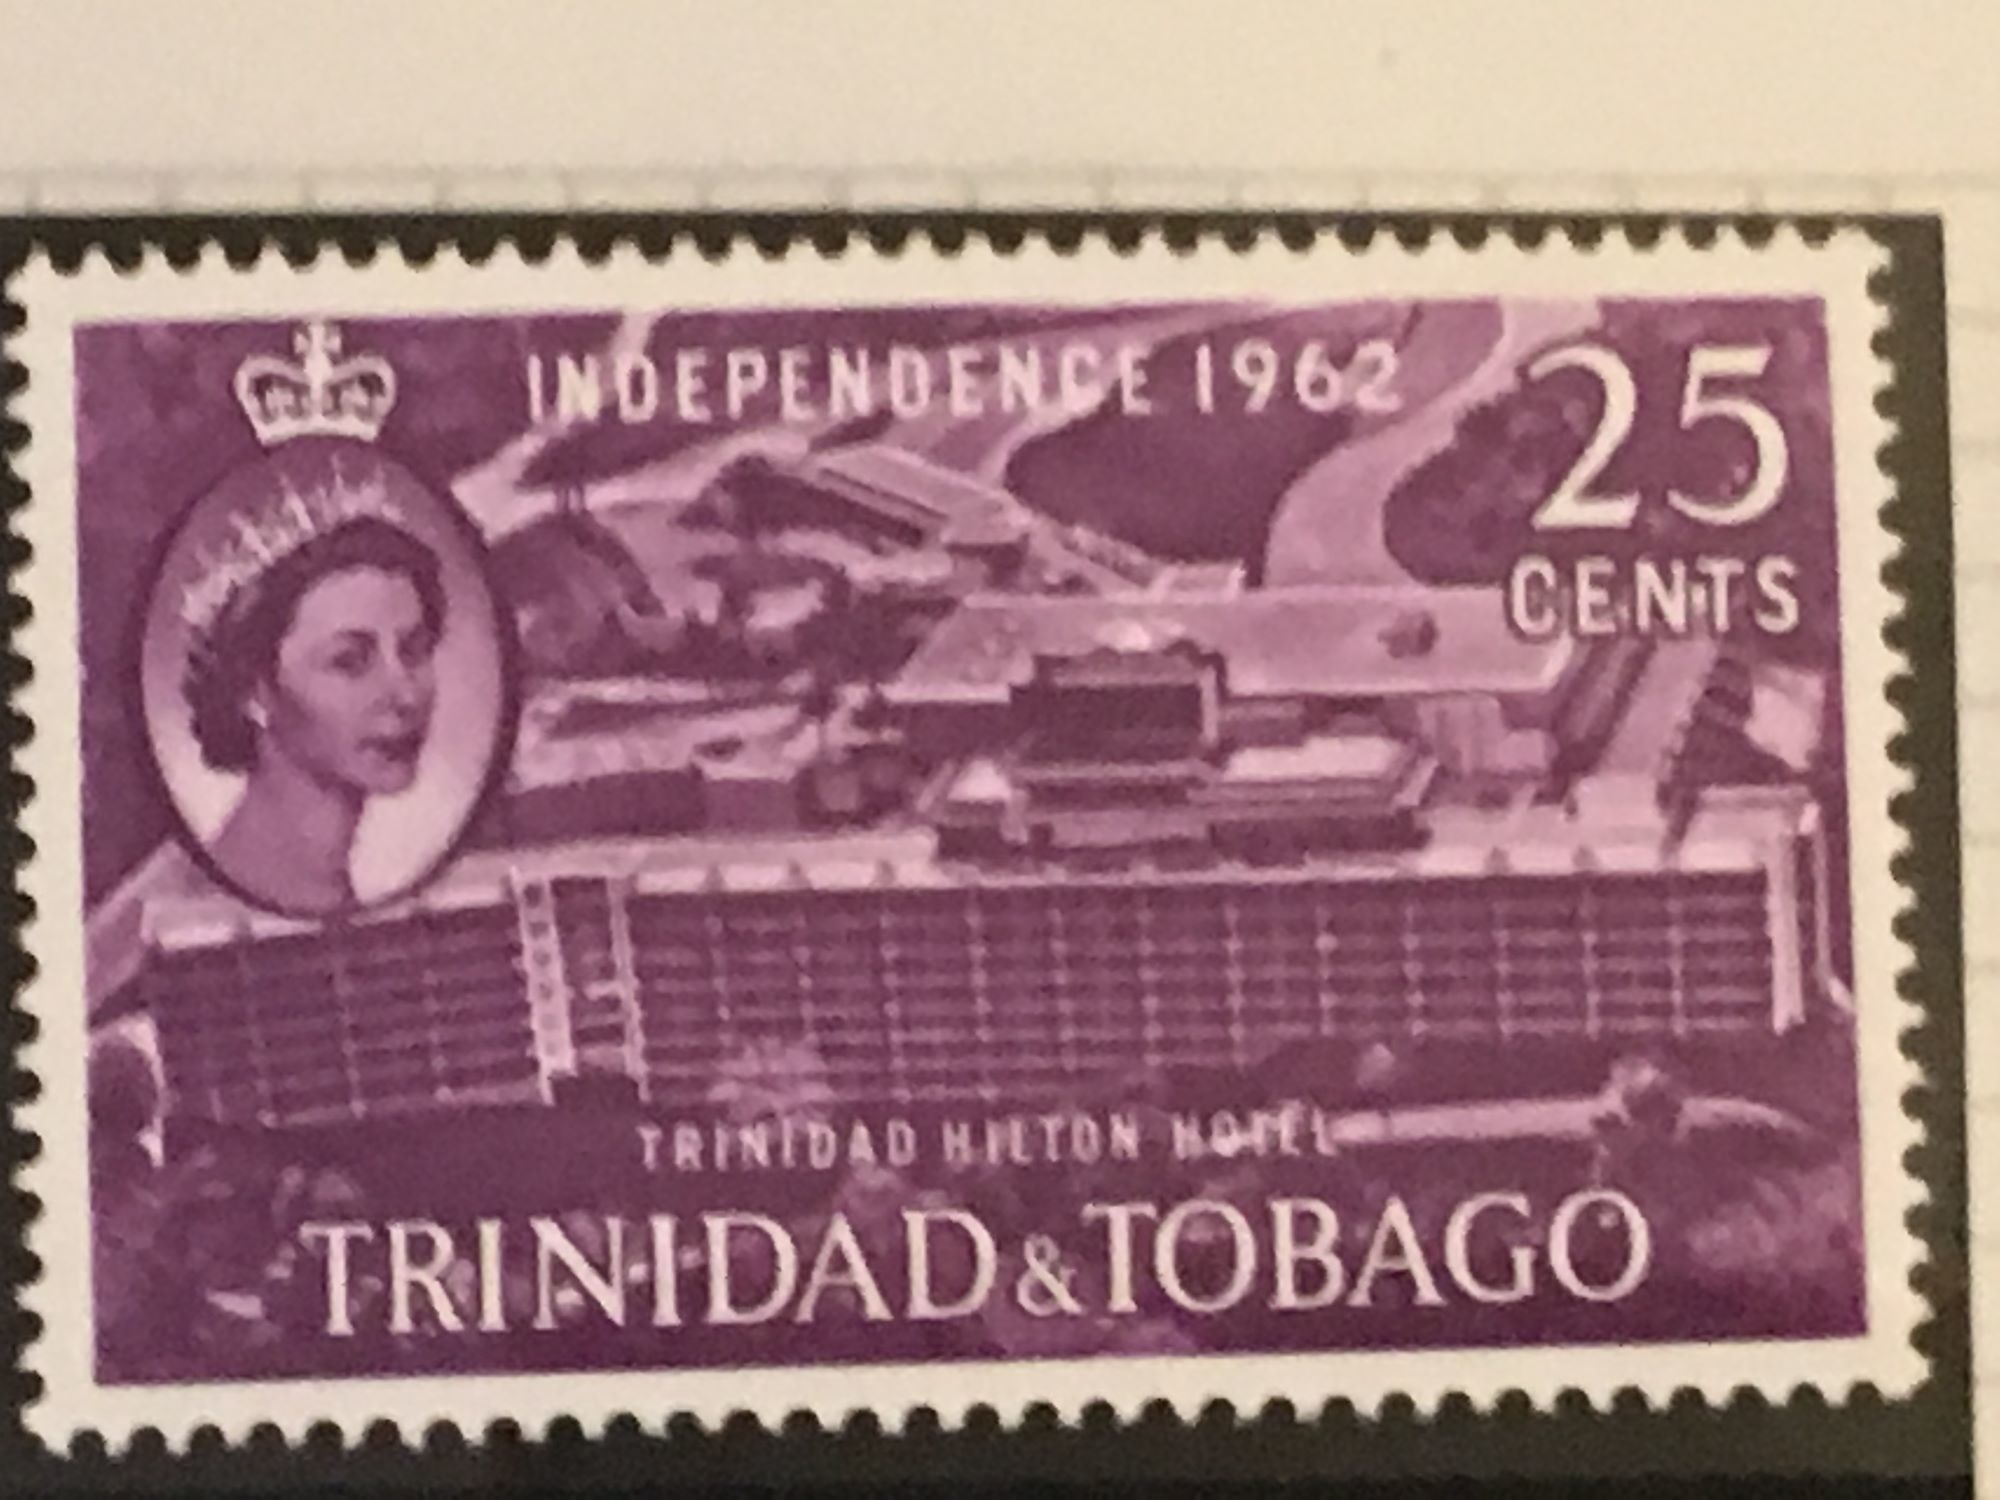 INDEPENDENCE 1962
25
CENTS
TRINIDAD HILTON HOTEL
TRINIDAD & TOBAGO